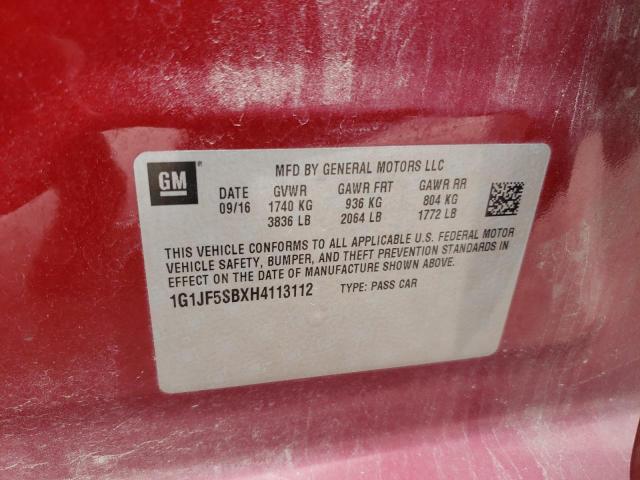 GM
MFD BY GENERAL MOTORS LLC
DATE GVWR GAWR FRT GAWR RR
09/16 1740 KG 936 KG 804 KG
3836 LB 2064 LB 1772 LB
THIS VEHICLE CONFORMS TO ALL APPLICABLE U.S. FEDERAL MOTOR
VEHICLE SAFETY, BUMPER, AND THEFT PREVENTION STANDARDS IN
EFFECT ON THE DATE OF MANUFACTURE SHOWN ABOVE.
1G1JF5SBXH4113112 TYPE: PASS CAR